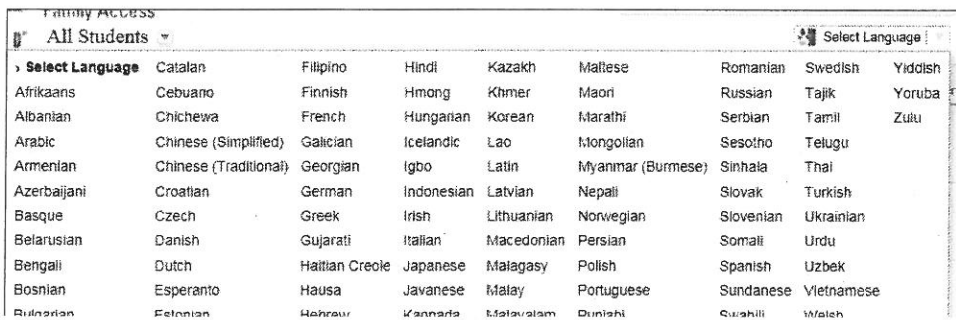 Family Access
All Students
Select Language
› Select Language Catalan Filipino Hindi Kazakh Maltese Romanian Swedish Yiddish
Afrikaans Cebuano Finnish Hmong Khmer Maori Russian Tajik Yoruba
Albanian Chichewa French Hungarian Korean Marathi Serbian Tamil Zulu
Arabic Chinese (Simplified) Galician Icelandic Lao Mongolian Sesotho Telugu
Armenian Chinese (Traditional) Georgian Igbo Latin Myanmar (Burmese) Sinhala Thai
Azerbaijani Croatian German Indonesian Latvian Nepali Slovak Turkish
Basque Czech Greek Irish Lithuanian Norwegian Slovenian Ukrainian
Belarusian Danish Gujarati Italian Macedonian Persian Somali Urdu
Bengali Dutch Haitian Creole Japanese Malagasy Polish Spanish Uzbek
Bosnian Esperanto Hausa Javanese Malay Portuguese Sundanese Vietnamese
Bulgarian Estonian Hebrew Kannada Malayalam Punjabi Swahili Welsh